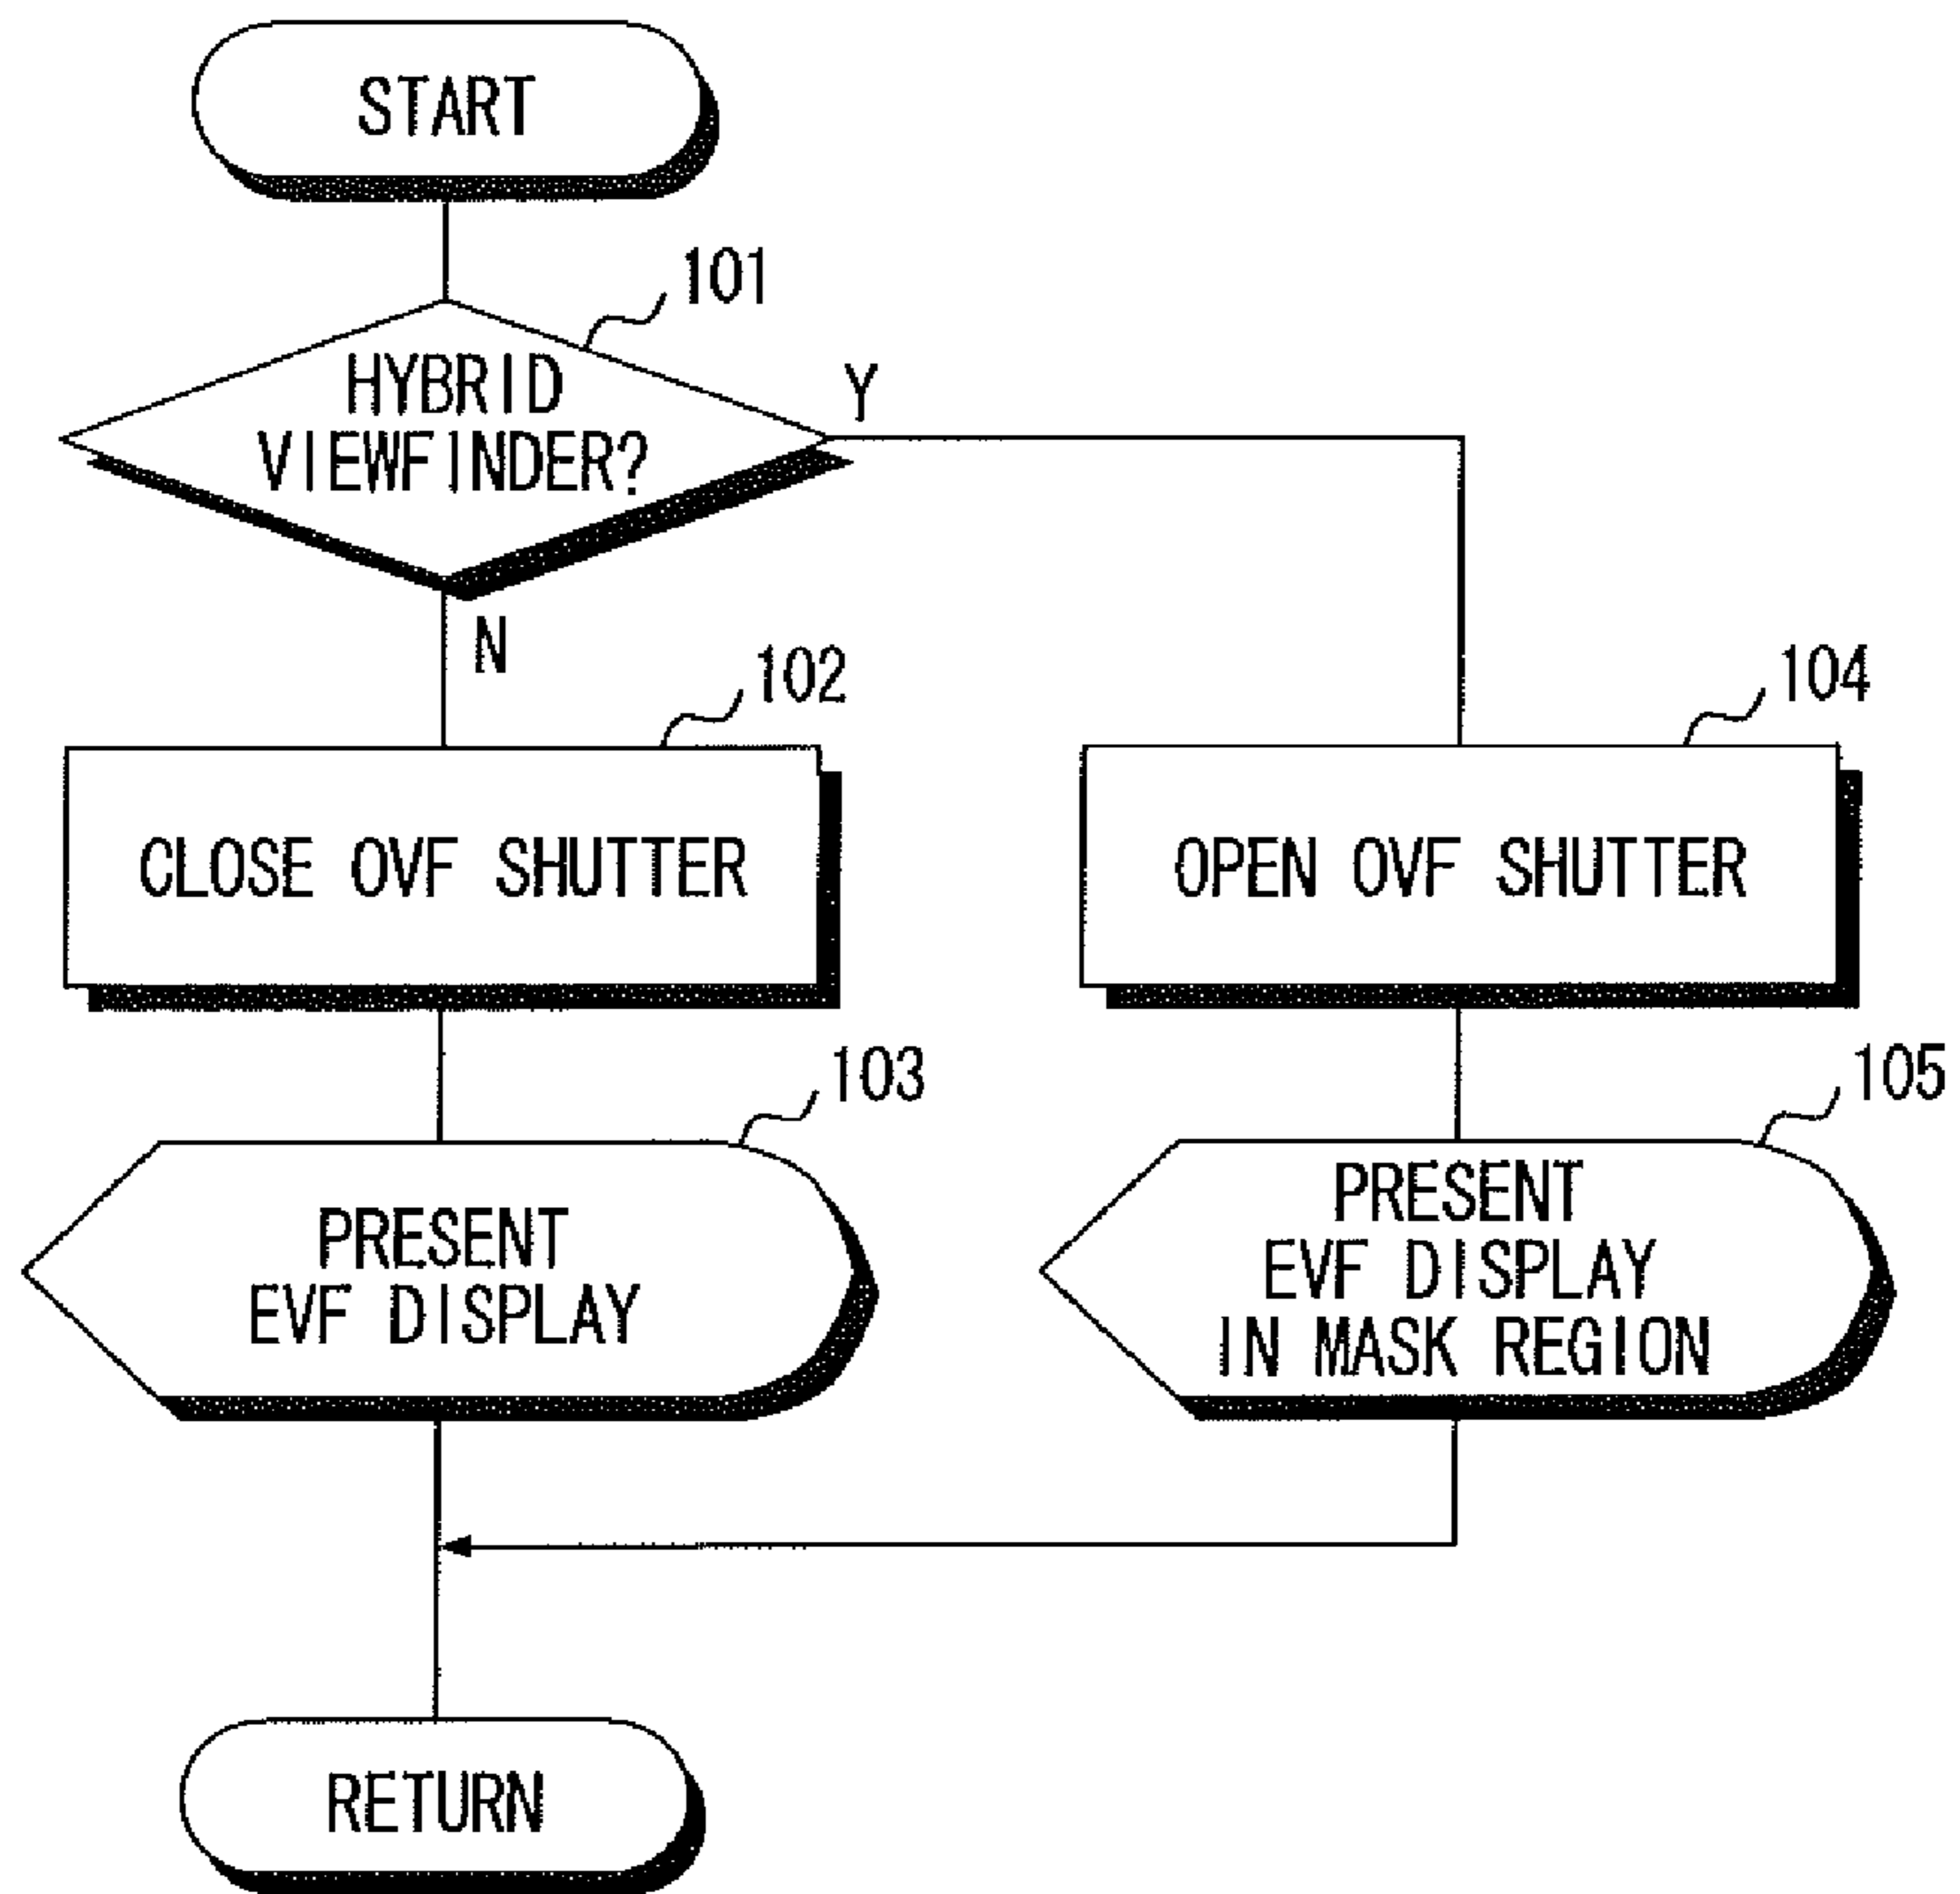 START
101
HYBRID
VIEWFINDER?
Y
N
102
CLOSE OVF SHUTTER
104
OPEN OVF SHUTTER
103
PRESENT
EVF DISPLAY
105
PRESENT
EVF DISPLAY
IN MASK REGION
RETURN